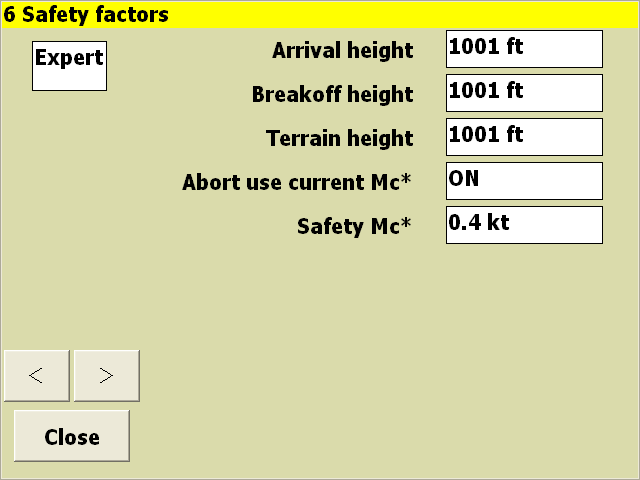 6 Safety factors
Expert
Arrival height 1001 ft
Breakoff height 1001 ft
Terrain height 1001 ft
Abort use current Mc* ON
Safety Mc* 0.4 kt
< >
Close